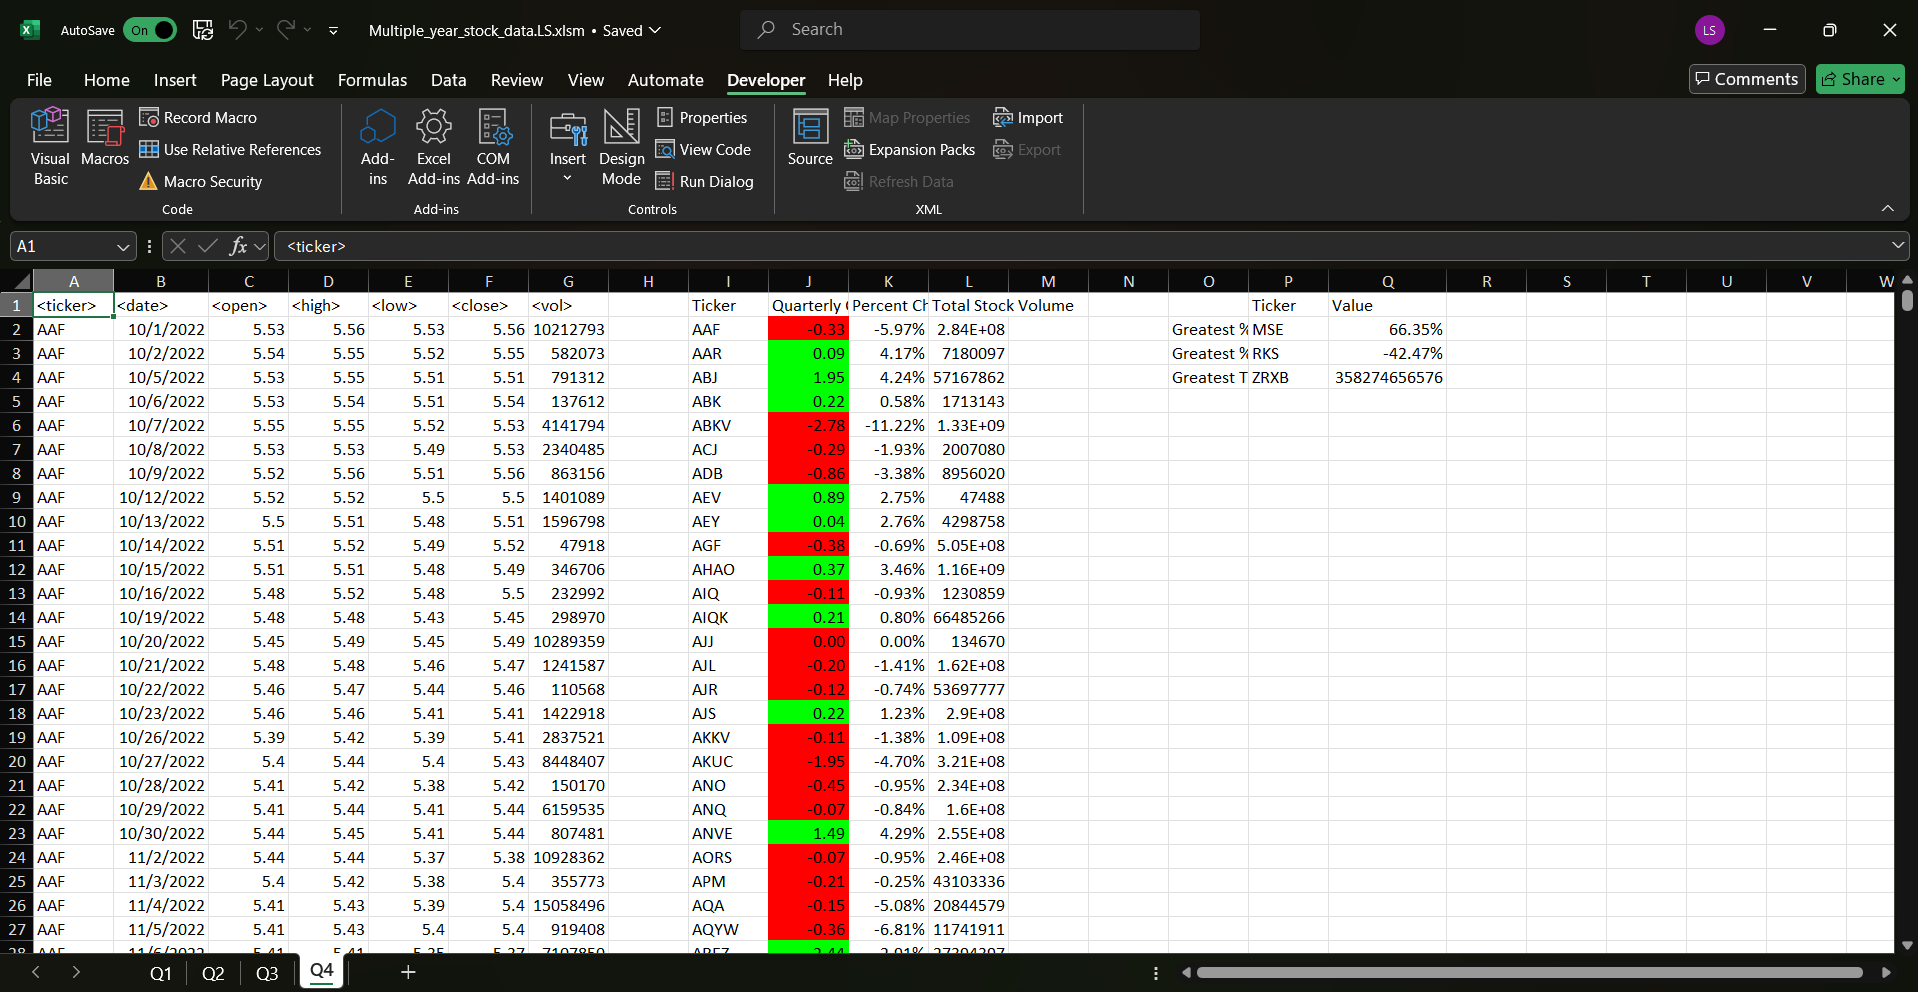 AutoSave On Multiple_year_stock_data.LS.xlsm • Saved Search LS
File Home Insert Page Layout Formulas Data Review View Automate Developer Help Comments Share
Visual Basic
Macros
Record Macro
Use Relative References
Macro Security
Code
Add-ins
Excel Add-ins
COM Add-ins
Add-ins
Insert
Design Mode
Properties
View Code
Run Dialog
Controls
Source
Map Properties
Expansion Packs
Refresh Data
Import
Export
XML
A1 fx <ticker>
A B C D E F G H I J K L M N O P Q R S T U V W
1 <ticker> <date> <open> <high> <low> <close> <vol> Ticker Quarterly Percent Ch Total Stock Volume Ticker Value
2 AAF 10/1/2022 5.53 5.56 5.53 5.56 10212793 AAF -0.33 -5.97% 2.84E+08 Greatest % MSE 66.35%
3 AAF 10/2/2022 5.54 5.55 5.52 5.55 582073 AAR 0.09 4.17% 7180097 Greatest % RKS -42.47%
4 AAF 10/5/2022 5.53 5.55 5.51 5.51 791312 ABJ 1.95 4.24% 57167862 Greatest T ZRXB 358274656576
5 AAF 10/6/2022 5.53 5.54 5.51 5.54 137612 ABK 0.22 0.58% 1713143
6 AAF 10/7/2022 5.55 5.55 5.52 5.53 4141794 ABKV -2.78 -11.22% 1.33E+09
7 AAF 10/8/2022 5.53 5.53 5.49 5.53 2340485 ACJ -0.29 -1.93% 2007080
8 AAF 10/9/2022 5.52 5.56 5.51 5.56 863156 ADB -0.86 -3.38% 8956020
9 AAF 10/12/2022 5.52 5.52 5.5 5.5 1401089 AEV 0.89 2.75% 47488
10 AAF 10/13/2022 5.5 5.51 5.48 5.51 1596798 AEY 0.04 2.76% 4298758
11 AAF 10/14/2022 5.51 5.52 5.49 5.52 47918 AGF -0.38 -0.69% 5.05E+08
12 AAF 10/15/2022 5.51 5.51 5.48 5.49 346706 AHAO 0.37 3.46% 1.16E+09
13 AAF 10/16/2022 5.48 5.52 5.48 5.5 232992 AIQ -0.11 -0.93% 1230859
14 AAF 10/19/2022 5.48 5.48 5.43 5.45 298970 AIQK 0.21 0.80% 66485266
15 AAF 10/20/2022 5.45 5.49 5.45 5.49 10289359 AJJ 0.00 0.00% 134670
16 AAF 10/21/2022 5.48 5.48 5.46 5.47 1241587 AJL -0.20 -1.41% 1.62E+08
17 AAF 10/22/2022 5.46 5.47 5.44 5.46 110568 AJR -0.12 -0.74% 53697777
18 AAF 10/23/2022 5.46 5.46 5.41 5.41 1422918 AJS 0.22 1.23% 2.9E+08
19 AAF 10/26/2022 5.39 5.42 5.39 5.41 2837521 AKKV -0.11 -1.38% 1.09E+08
20 AAF 10/27/2022 5.4 5.44 5.4 5.43 8448407 AKUC -1.95 -4.70% 3.21E+08
21 AAF 10/28/2022 5.41 5.42 5.38 5.42 150170 ANO -0.45 -0.95% 2.34E+08
22 AAF 10/29/2022 5.41 5.44 5.41 5.44 6159535 ANQ -0.07 -0.84% 1.6E+08
23 AAF 10/30/2022 5.44 5.45 5.41 5.44 807481 ANVE 1.49 4.29% 2.55E+08
24 AAF 11/2/2022 5.44 5.44 5.37 5.38 10928362 AORS -0.07 -0.95% 2.46E+08
25 AAF 11/3/2022 5.4 5.42 5.38 5.4 355773 APM -0.21 -0.25% 43103336
26 AAF 11/4/2022 5.41 5.43 5.39 5.4 15058496 AQA -0.15 -5.08% 20844579
27 AAF 11/5/2022 5.41 5.43 5.4 5.4 919408 AQYW -0.36 -6.81% 11741911
Q1 Q2 Q3 Q4